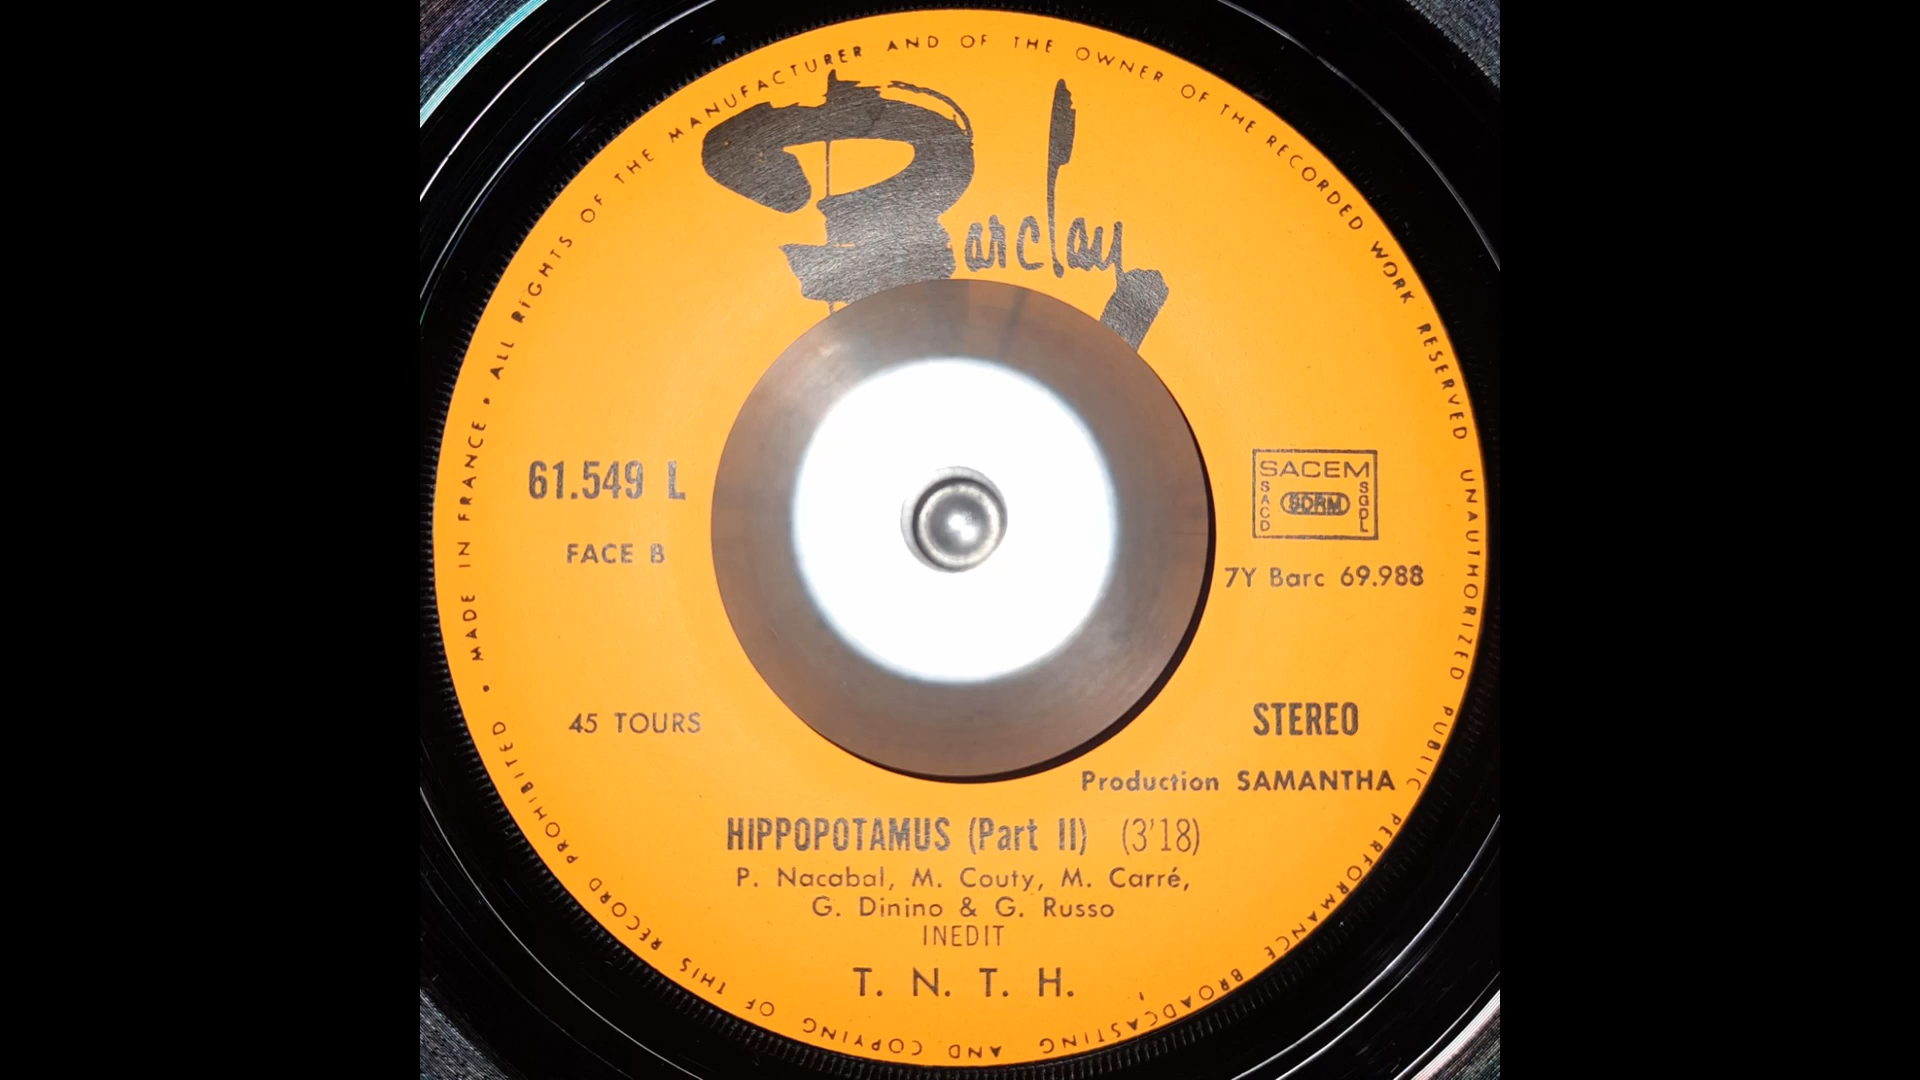 MADE IN FRANCE • ALL RIGHTS OF THE MANUFACTURER AND OF THE OWNER OF THE RECORDED WORK RESERVED UNAUTHORIZED PUBLIC PERFORMANCE BROADCASTING AND COPYING OF THIS RECORD PROHIBITED •
Barclay
61.549 L
FACE B
SACEM
SACD
SDRM
SGDL
7Y Barc 69.988
45 TOURS
STEREO
Production SAMANTHA
HIPPOPOTAMUS (Part II) (3'18)
P. Nacabal, M. Couty, M. Carré,
G. Dinino & G. Russo
INEDIT
T. N. T. H.